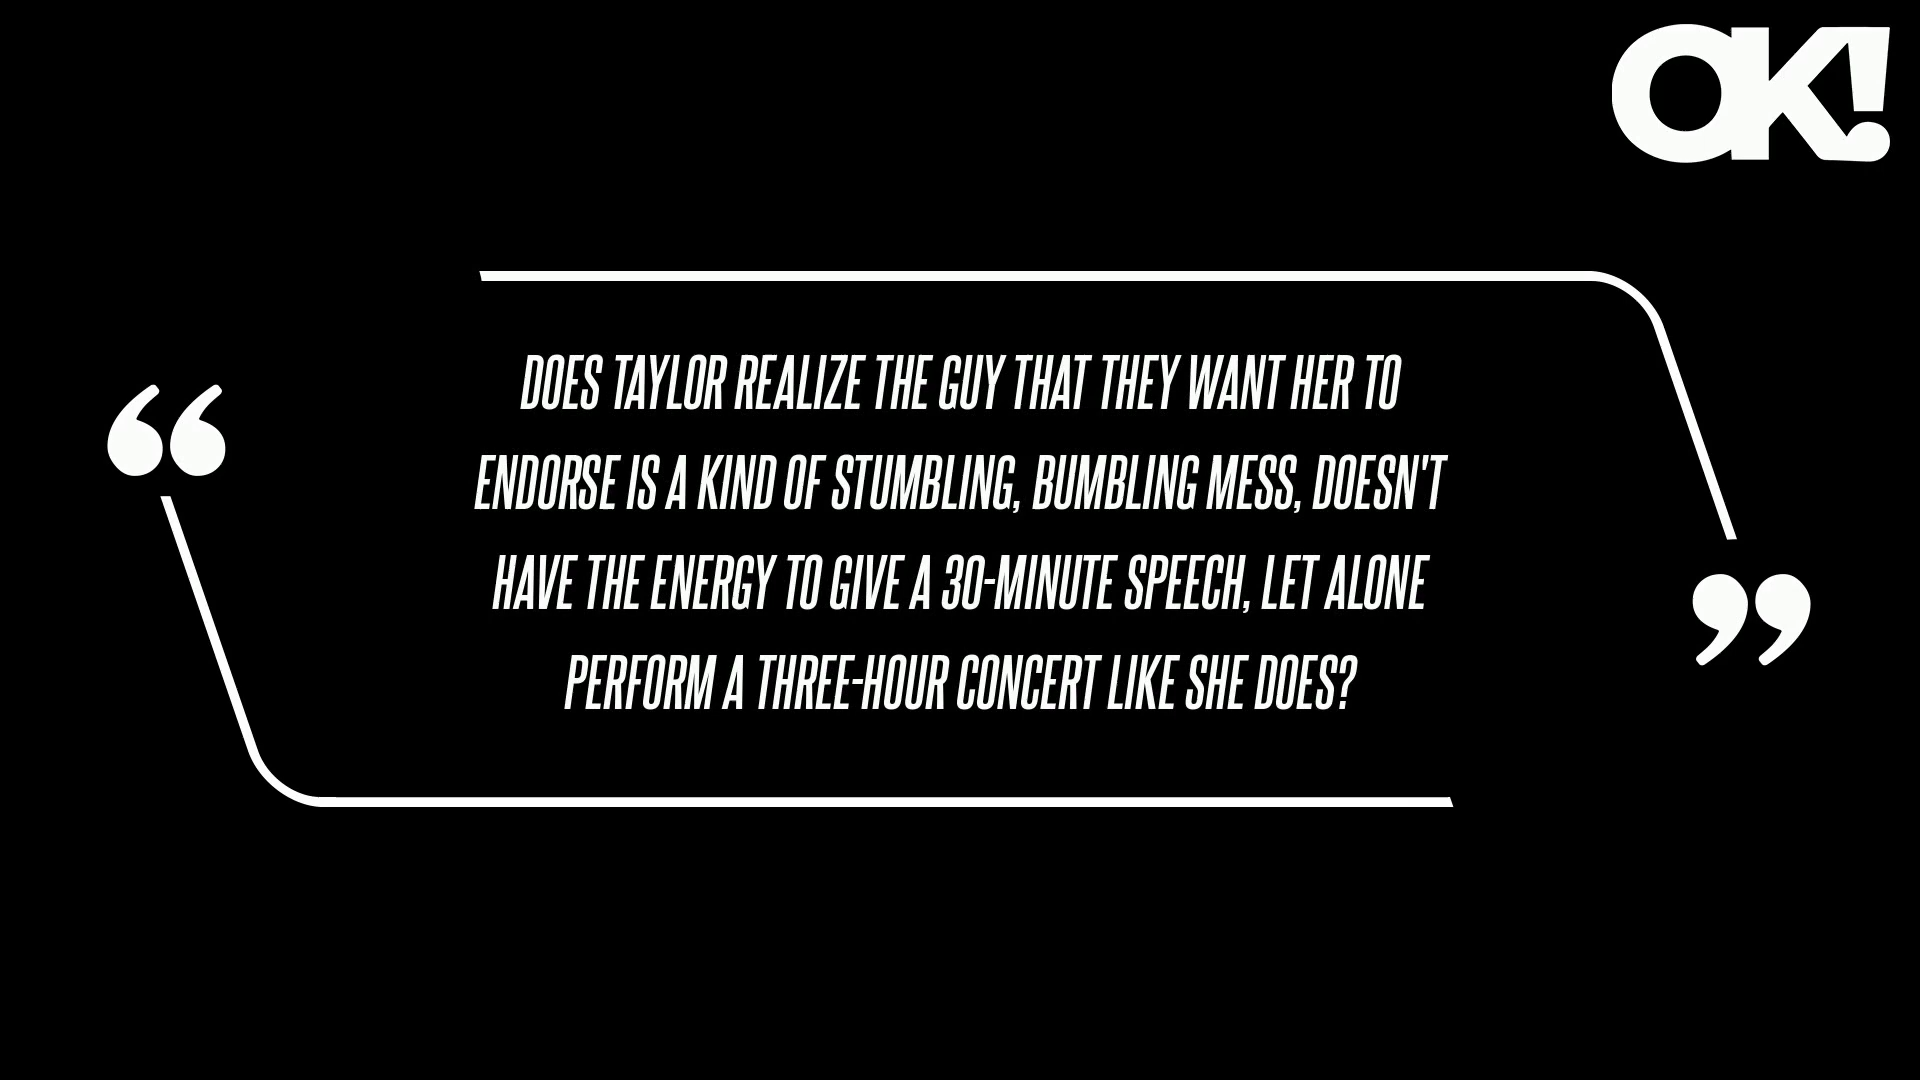 OK!
“
DOES TAYLOR REALIZE THE GUY THAT THEY WANT HER TO
ENDORSE IS A KIND OF STUMBLING, BUMBLING MESS, DOESN'T
HAVE THE ENERGY TO GIVE A 30-MINUTE SPEECH, LET ALONE
PERFORM A THREE-HOUR CONCERT LIKE SHE DOES?
”